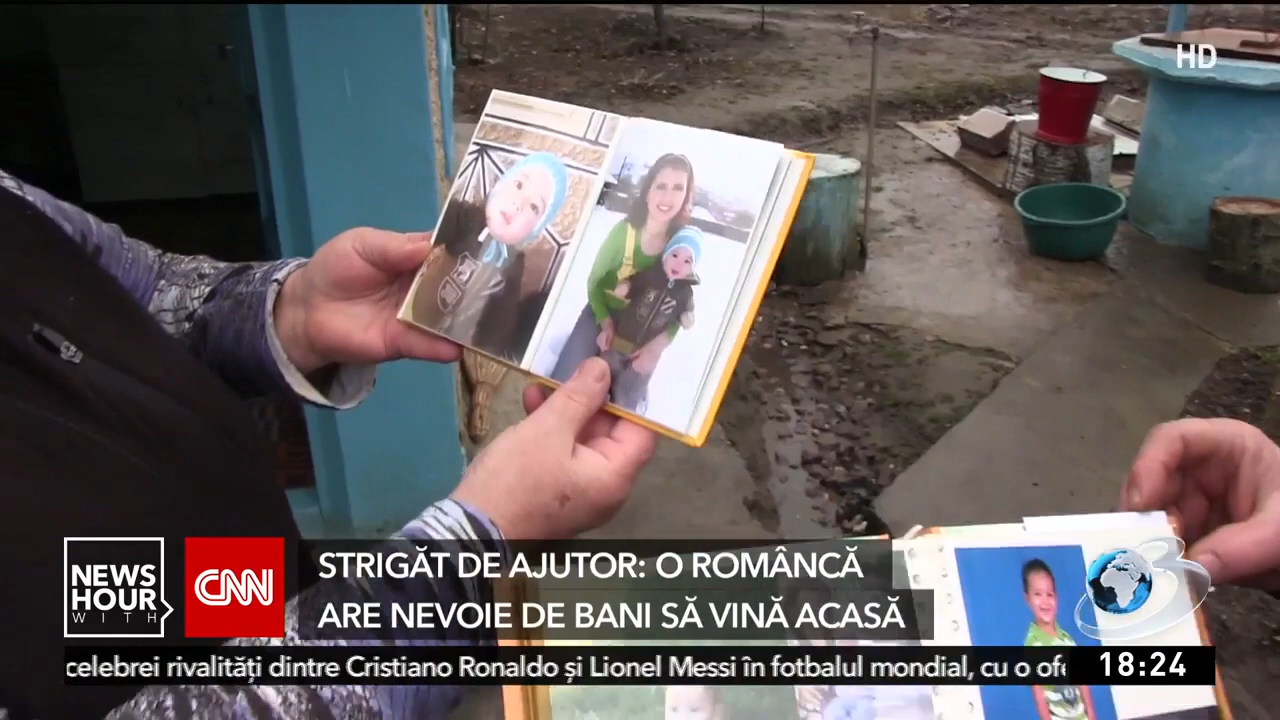 HD
STRIGĂT DE AJUTOR: O ROMÂNCĂ
ARE NEVOIE DE BANI SĂ VINĂ ACASĂ
NEWS
HOUR
WITH
CNN
3
celebrei rivalități dintre Cristiano Ronaldo și Lionel Messi în fotbalul mondial, cu o ofe
18:24